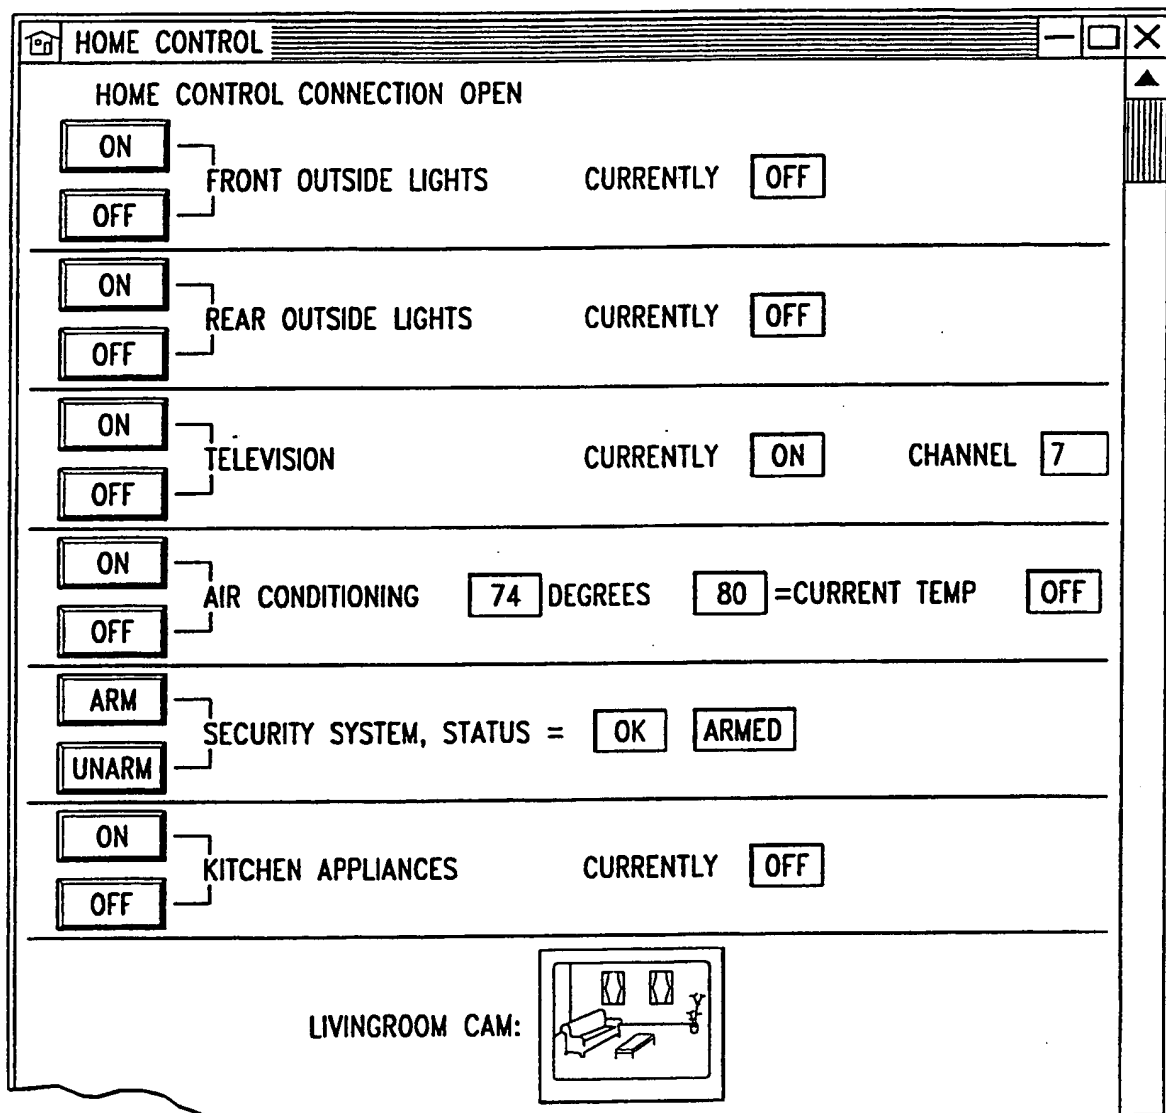 HOME CONTROL
HOME CONTROL CONNECTION OPEN
ON
FRONT OUTSIDE LIGHTS CURRENTLY OFF
OFF
ON
REAR OUTSIDE LIGHTS CURRENTLY OFF
OFF
ON
TELEVISION CURRENTLY ON CHANNEL 7
OFF
ON
AIR CONDITIONING 74 DEGREES 80 =CURRENT TEMP OFF
OFF
ARM
SECURITY SYSTEM, STATUS = OK ARMED
UNARM
ON
KITCHEN APPLIANCES CURRENTLY OFF
OFF
LIVINGROOM CAM: